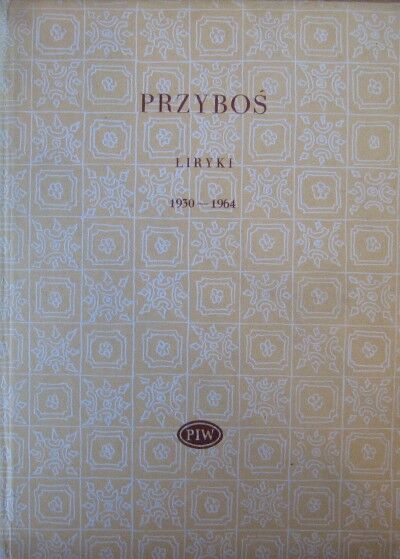 PRZYBOŚ
LIRYKI
1930 — 1964
PIW